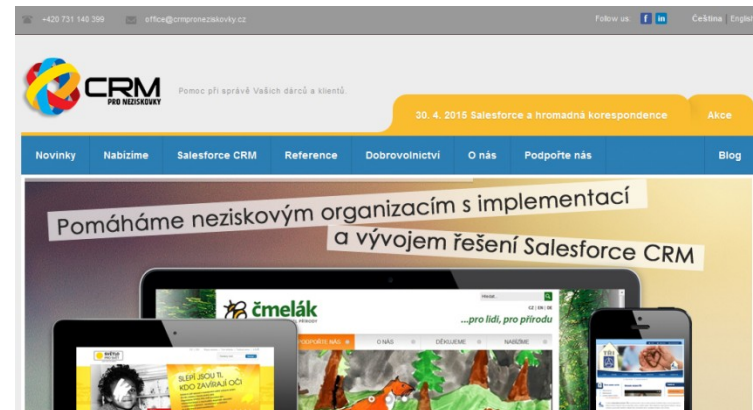 +420 731 140 399 office@crmproneziskovky.cz Follow us: f in Čeština | English
CRM
PRO NEZISKOVKY
Pomoc při správě Vašich dárců a klientů.
30. 4. 2015 Salesforce a hromadná korespondence Akce
Novinky Nabízíme Salesforce CRM Reference Dobrovolnictví O nás Podpořte nás Blog
Pomáháme neziskovým organizacím s implementací
a vývojem řešení Salesforce CRM
čmelák
...pro lidi, pro přírodu
PODPOŘTE NÁS O NÁS DĚKUJEME NABÍZÍME
SLEPÍ JSOU TI,
KDO ZAVÍRAJÍ OČI